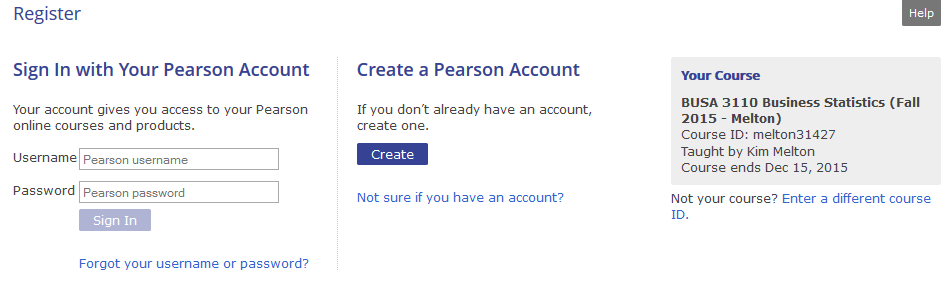 Register
Help
Sign In with Your Pearson Account
Your account gives you access to your Pearson
online courses and products.
Username
Pearson username
Password
Pearson password
Sign In
Forgot your username or password?
Create a Pearson Account
If you don't already have an account,
create one.
Create
Not sure if you have an account?
Your Course
BUSA 3110 Business Statistics (Fall
2015 - Melton)
Course ID: melton31427
Taught by Kim Melton
Course ends Dec 15, 2015
Not your course? Enter a different course
ID.